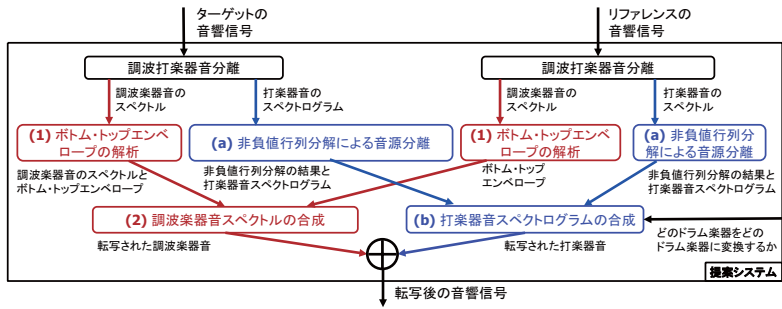 ターゲットの
音響信号
リファレンスの
音響信号
調波打楽器音分離
調波打楽器音分離
調波楽器音の
スペクトル
打楽器音の
スペクトログラム
調波楽器音の
スペクトル
打楽器音の
スペクトル
(1) ボトム・トップエンベ
ロープの解析
(a) 非負値行列分解による音源分離
(1) ボトム・トップエンベ
ロープの解析
(a) 非負値行列分
解による音源分離
調波楽器音のスペクトルと
ボトム・トップエンベロープ
非負値行列分解の結果と
打楽器音スペクトログラム
ボトム・トップ
エンベロープ
非負値行列分解の結果と
打楽器音スペクトログラム
(2) 調波楽器音スペクトルの合成
(b) 打楽器音スペクトログラムの合成
どのドラム楽器をどの
ドラム楽器に変換するか
転写された調波楽器音
転写された打楽器音
提案システム
転写後の音響信号